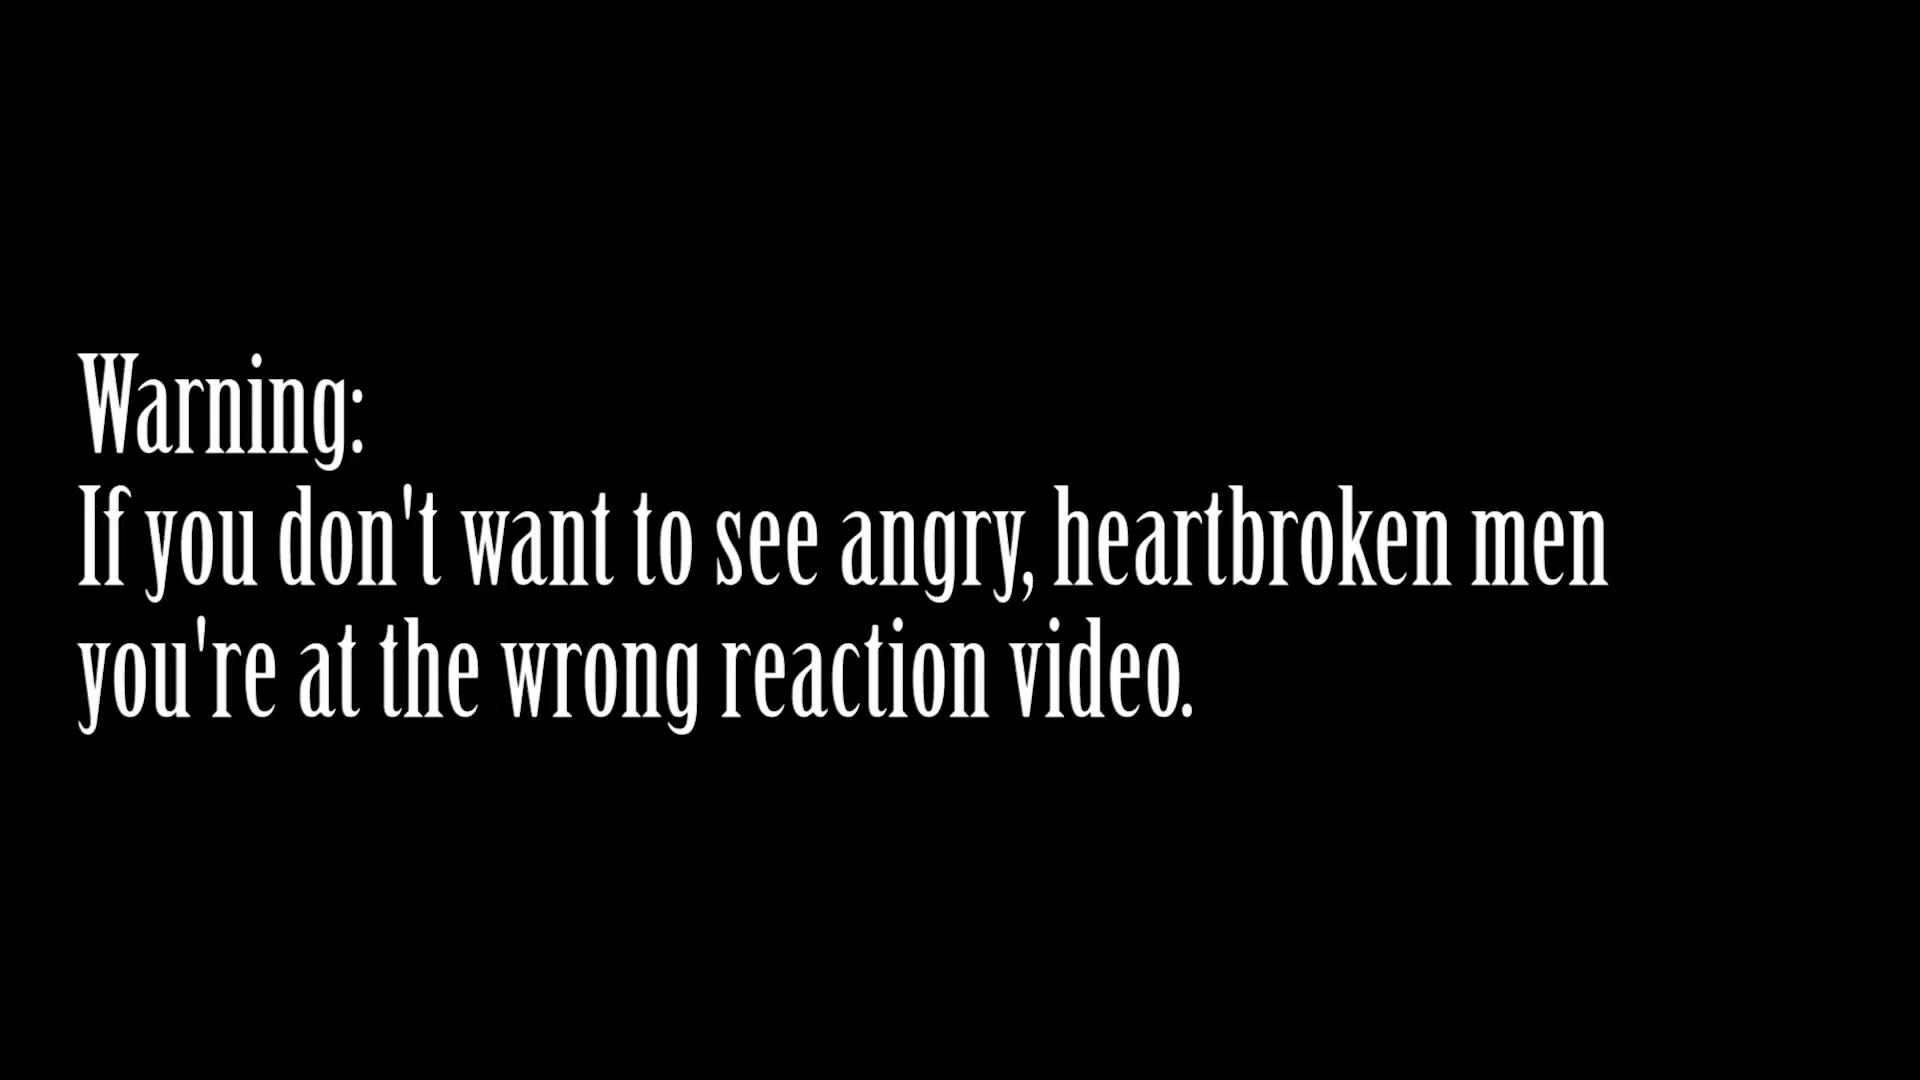 Warning:
If you don't want to see angry, heartbroken men
you're at the wrong reaction video.